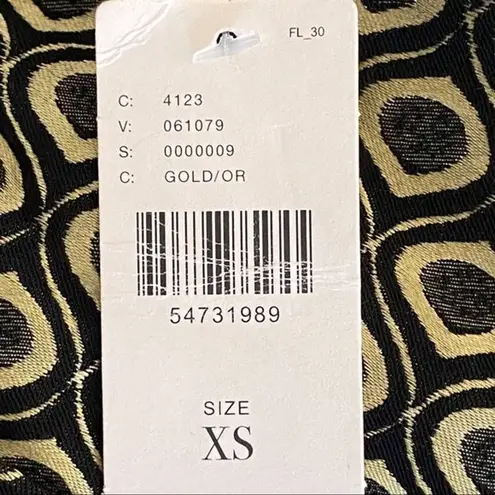 FL_30
C: 4123
V: 061079
S: 0000009
C: GOLD/OR
54731989
SIZE
XS